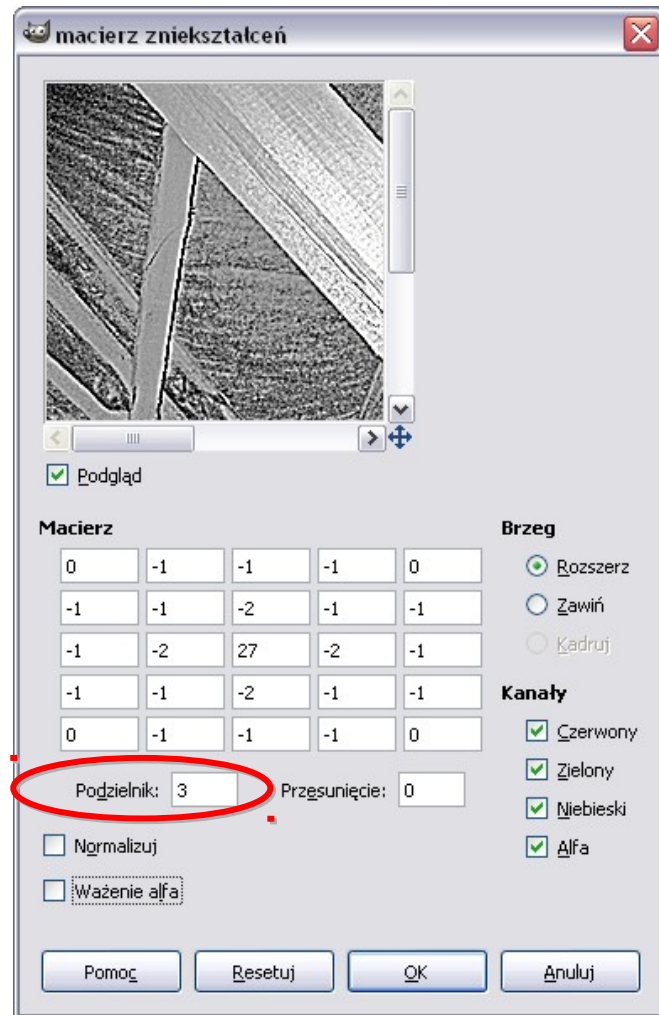 macierz zniekształceń
Podgląd
Macierz
0 -1 -1 -1 0
-1 -1 -2 -1 -1
-1 -2 27 -2 -1
-1 -1 -2 -1 -1
0 -1 -1 -1 0
Podzielnik: 3 Przesunięcie: 0
Normalizuj
Ważenie alfa
Brzeg
Rozszerz
Zawiń
Kadruj
Kanały
Czerwony
Zielony
Niebieski
Alfa
Pomoc Resetuj OK Anuluj